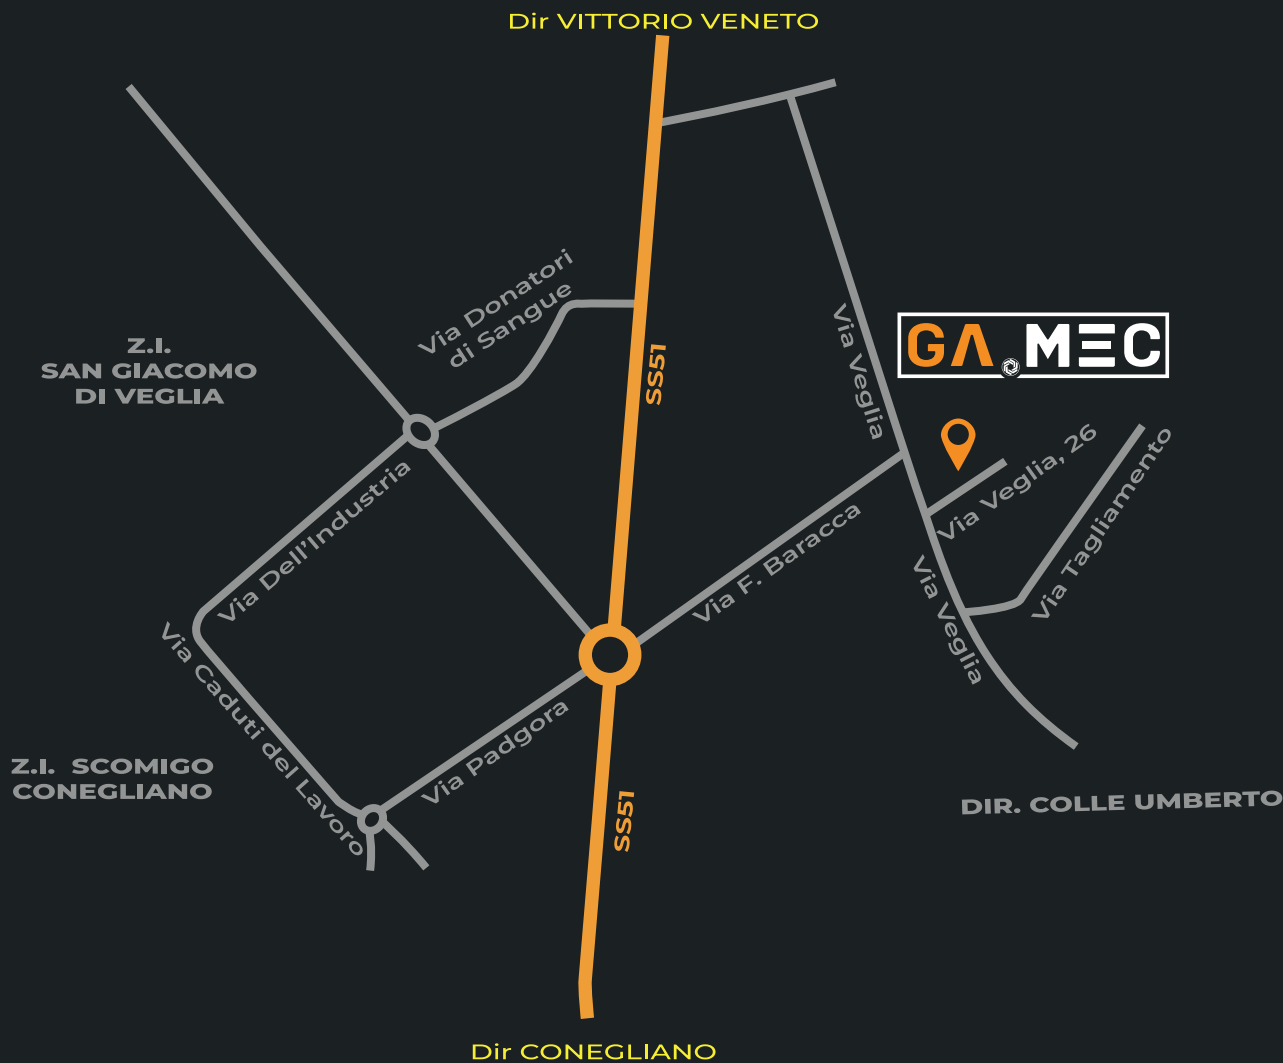 Dir VITTORIO VENETO
Via Donatori
di Sangue
Z.I.
SAN GIACOMO
DI VEGLIA
SS51
Via Veglia
GA.MEC
Via Veglia, 26
Via Tagliamento
Via Dell'Industria
Via F. Baracca
Via Veglia
Via Caduti del Lavoro
Via Padgora
Z.I. SCOMIGO
CONEGLIANO
SS51
DIR. COLLE UMBERTO
Dir CONEGLIANO